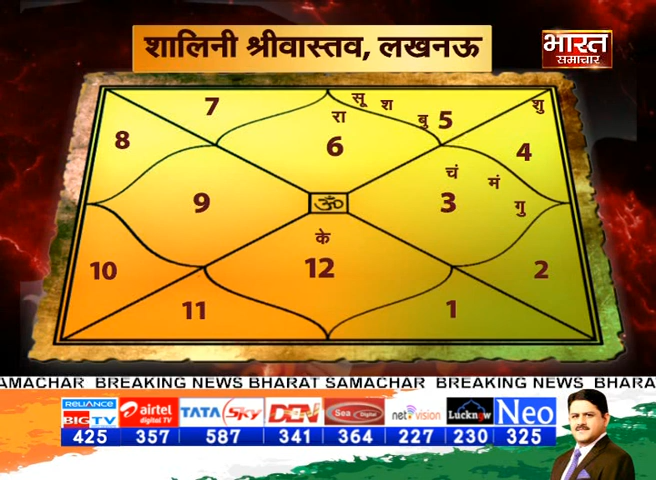 शालिनी श्रीवास्तव, लखनऊ
भारत
समाचार
7
सू
श
बु
5
शु
रा
8
6
4
चं
मं
9
ॐ
3
गु
के
10
12
2
11
1
AMACHAR BREAKING NEWS BHARAT SAMACHAR BREAKING NEWS BHARA
RELIANCE BIG TV airtel digital TV TATA Sky DEN Sea Digital net vision Lucknow Neo
425 357 587 341 364 227 230 325